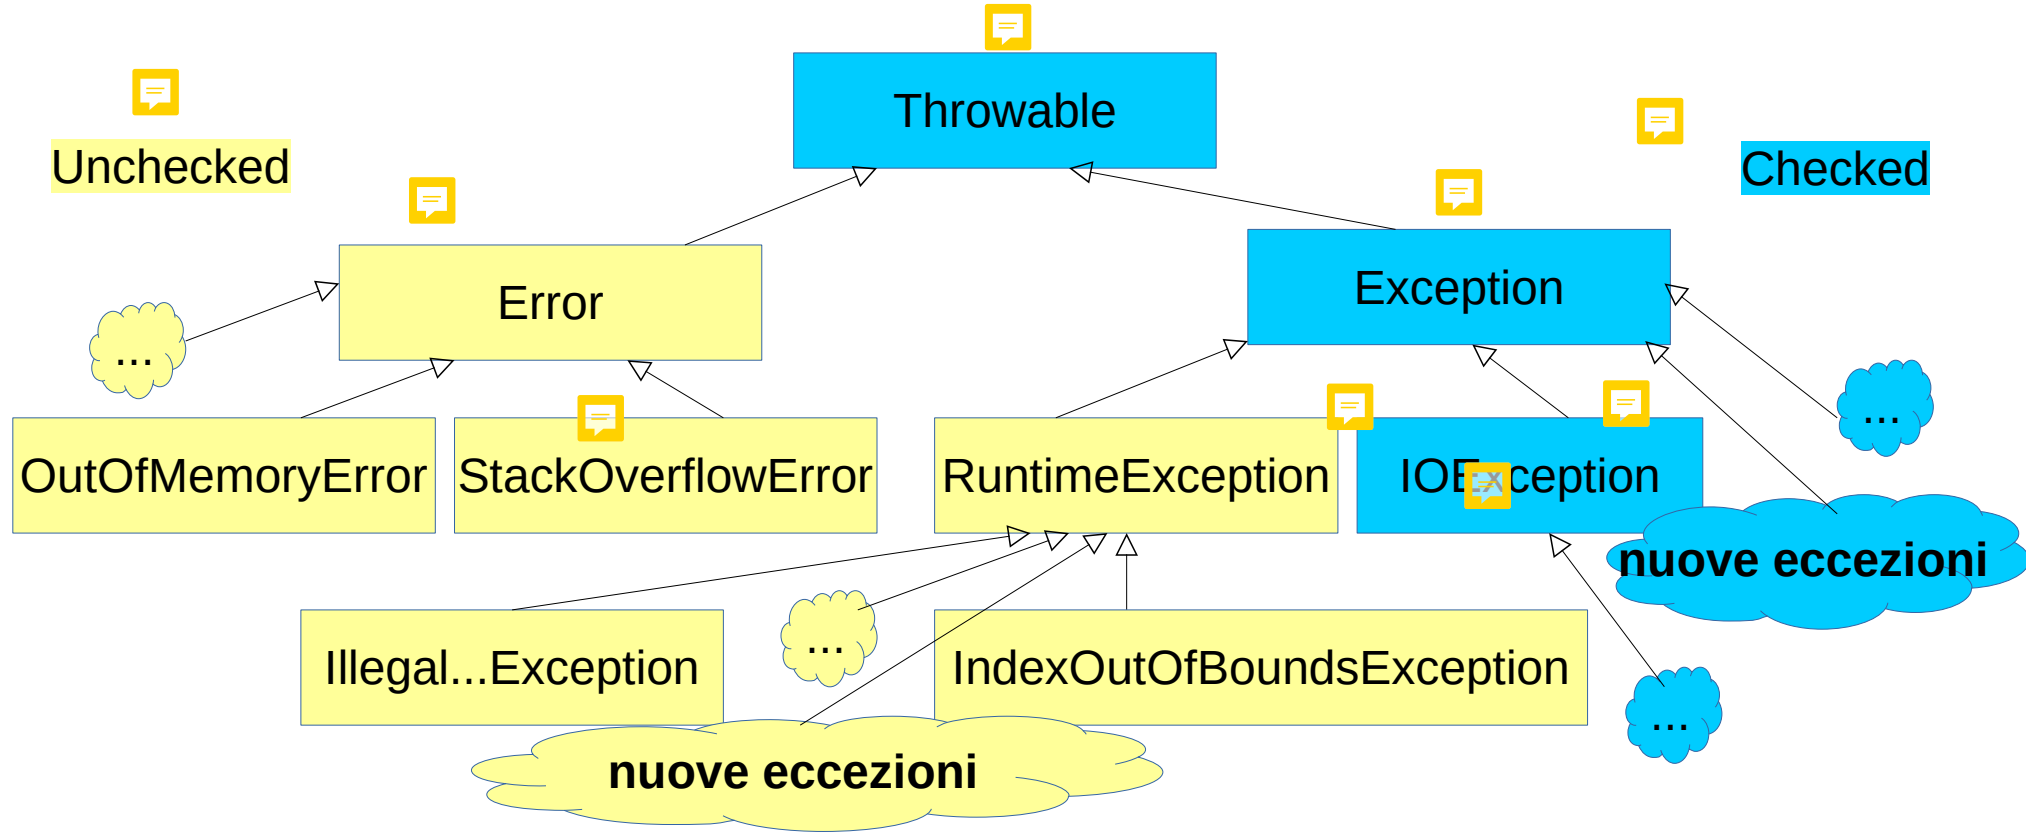 Throwable
Unchecked
Checked
Error
Exception
...
...
OutOfMemoryError
StackOverflowError
RuntimeException
IOException
nuove eccezioni
Illegal...Exception
...
IndexOutOfBoundsException
...
nuove eccezioni